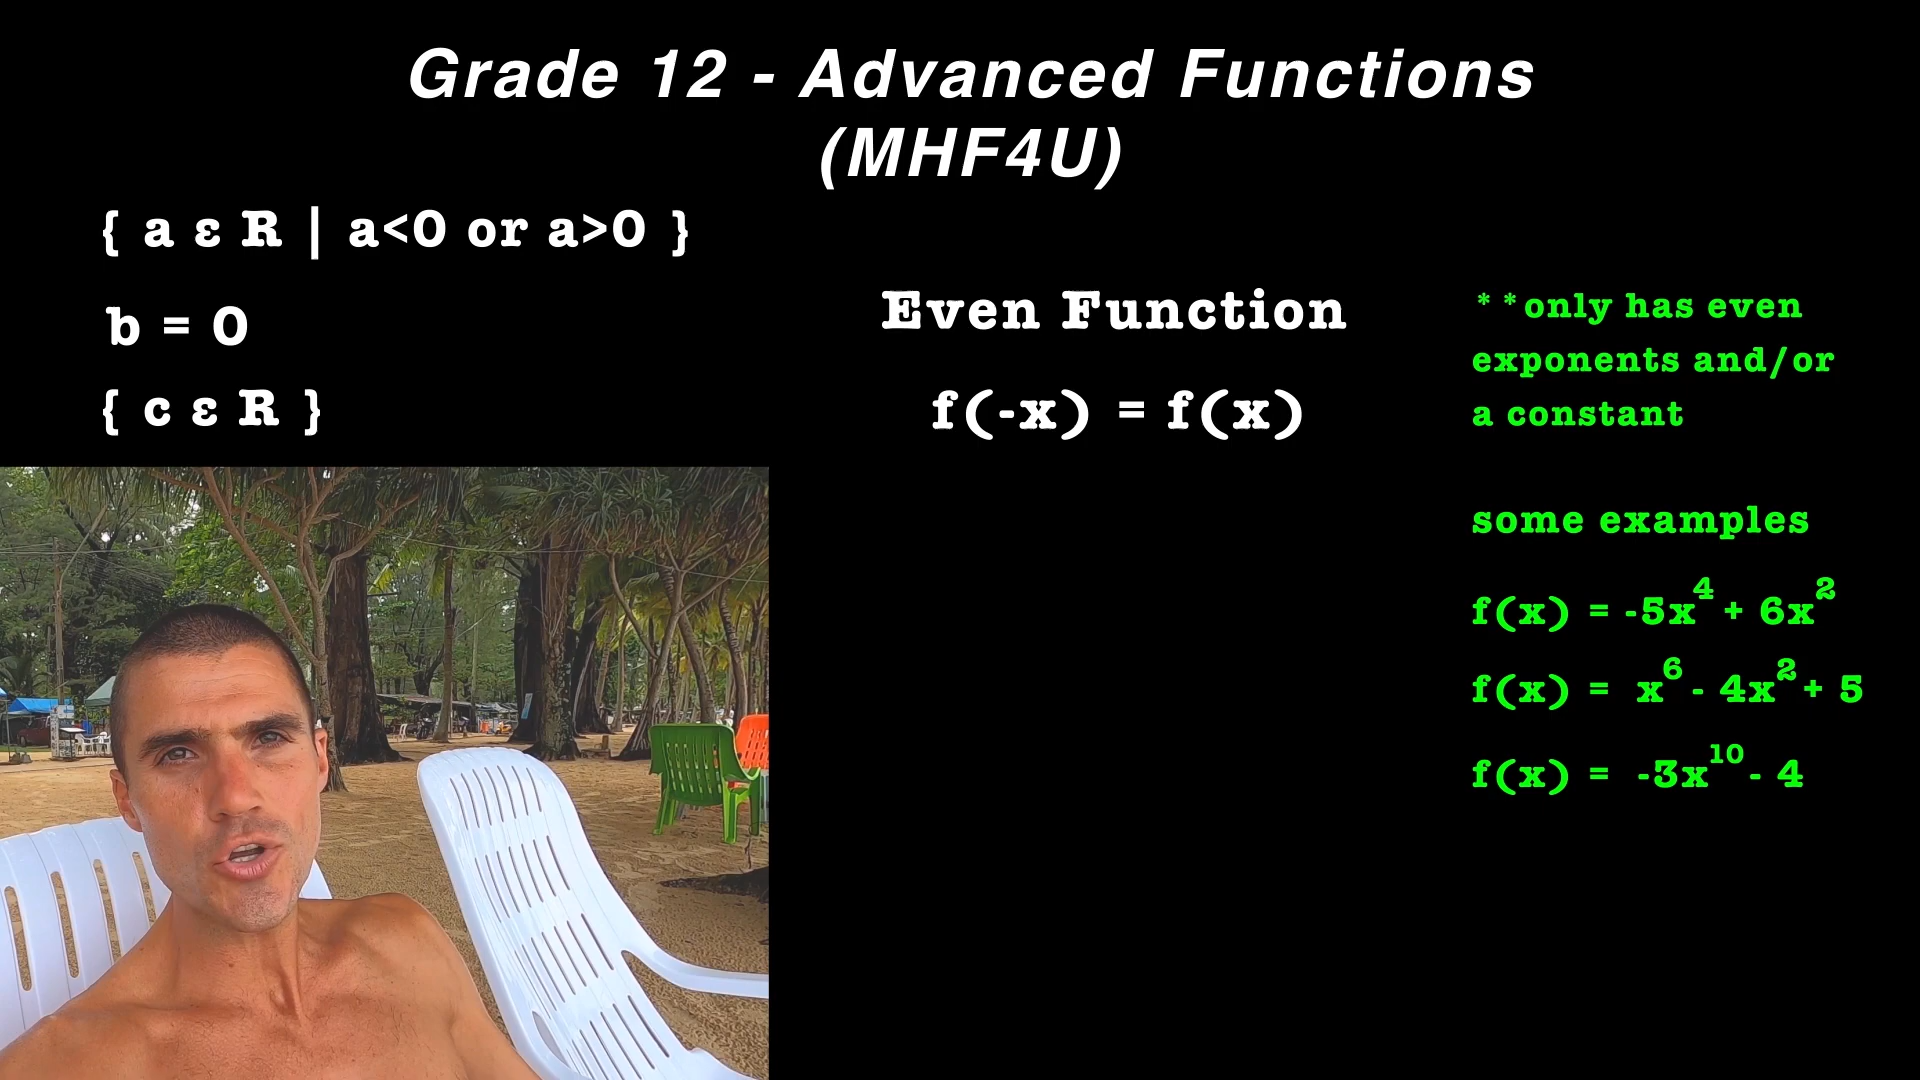 Grade 12 - Advanced Functions
(MHF4U)
{ a ε R | a<0 or a>0 }
b = 0
{ c ε R }
Even Function
f(-x) = f(x)
**only has even
exponents and/or
a constant
some examples
f(x) = -5x⁴ + 6x²
f(x) = x⁶ - 4x² + 5
f(x) = -3x¹⁰ - 4